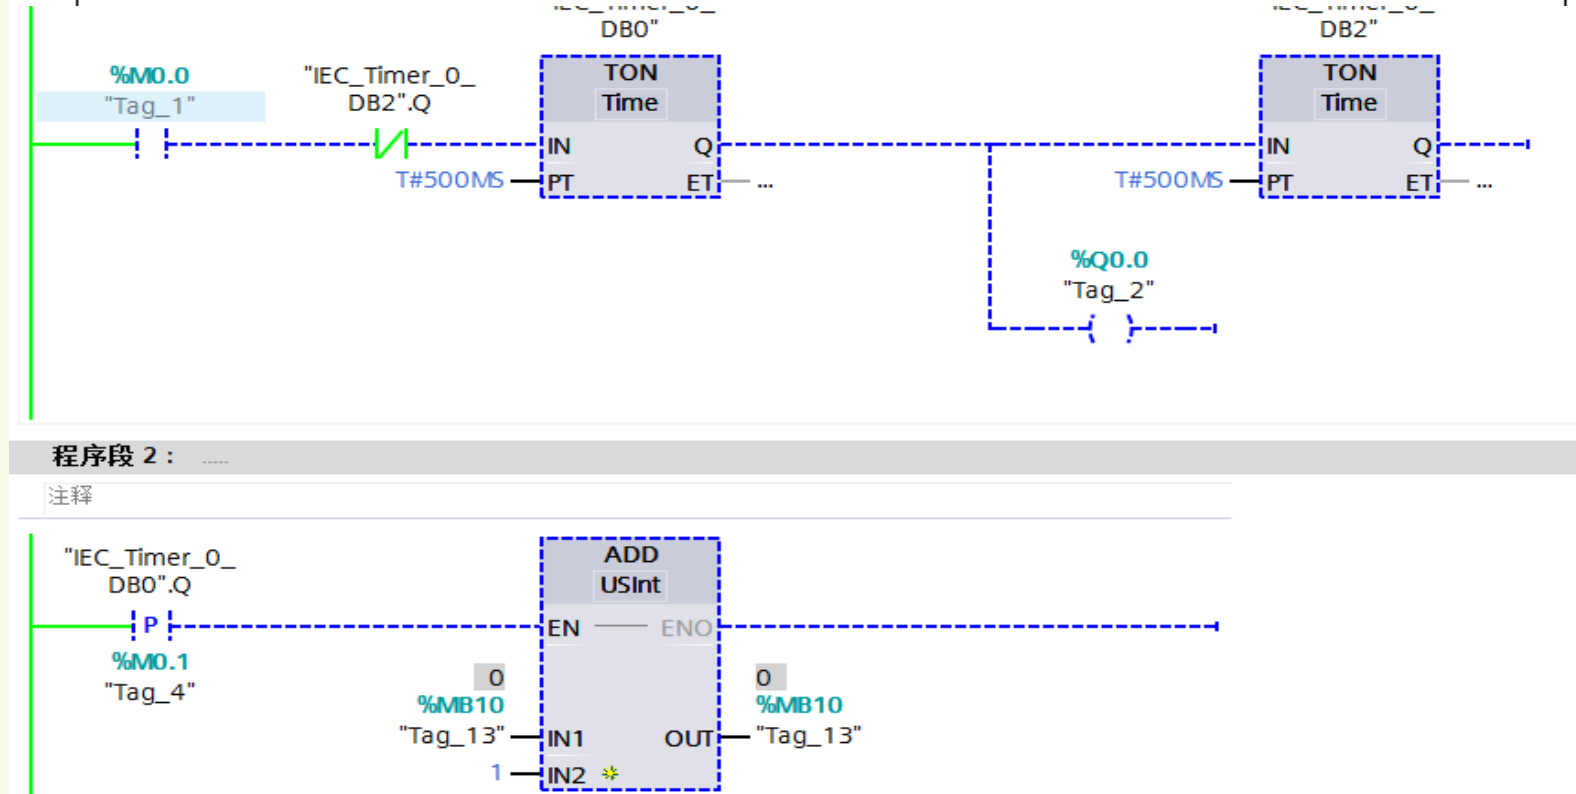 DB0"
DB2"
%M0.0
"Tag_1"
"IEC_Timer_0_
DB2".Q
TON
Time
TON
Time
IN
Q
IN
Q
T#500MS
PT
ET
...
T#500MS
PT
ET
...
%Q0.0
"Tag_2"
程序段 2： .....
注释
"IEC_Timer_0_
DB0".Q
ADD
USInt
P
EN
ENO
%M0.1
"Tag_4"
0
%MB10
"Tag_13"
IN1
OUT
0
%MB10
"Tag_13"
1
IN2